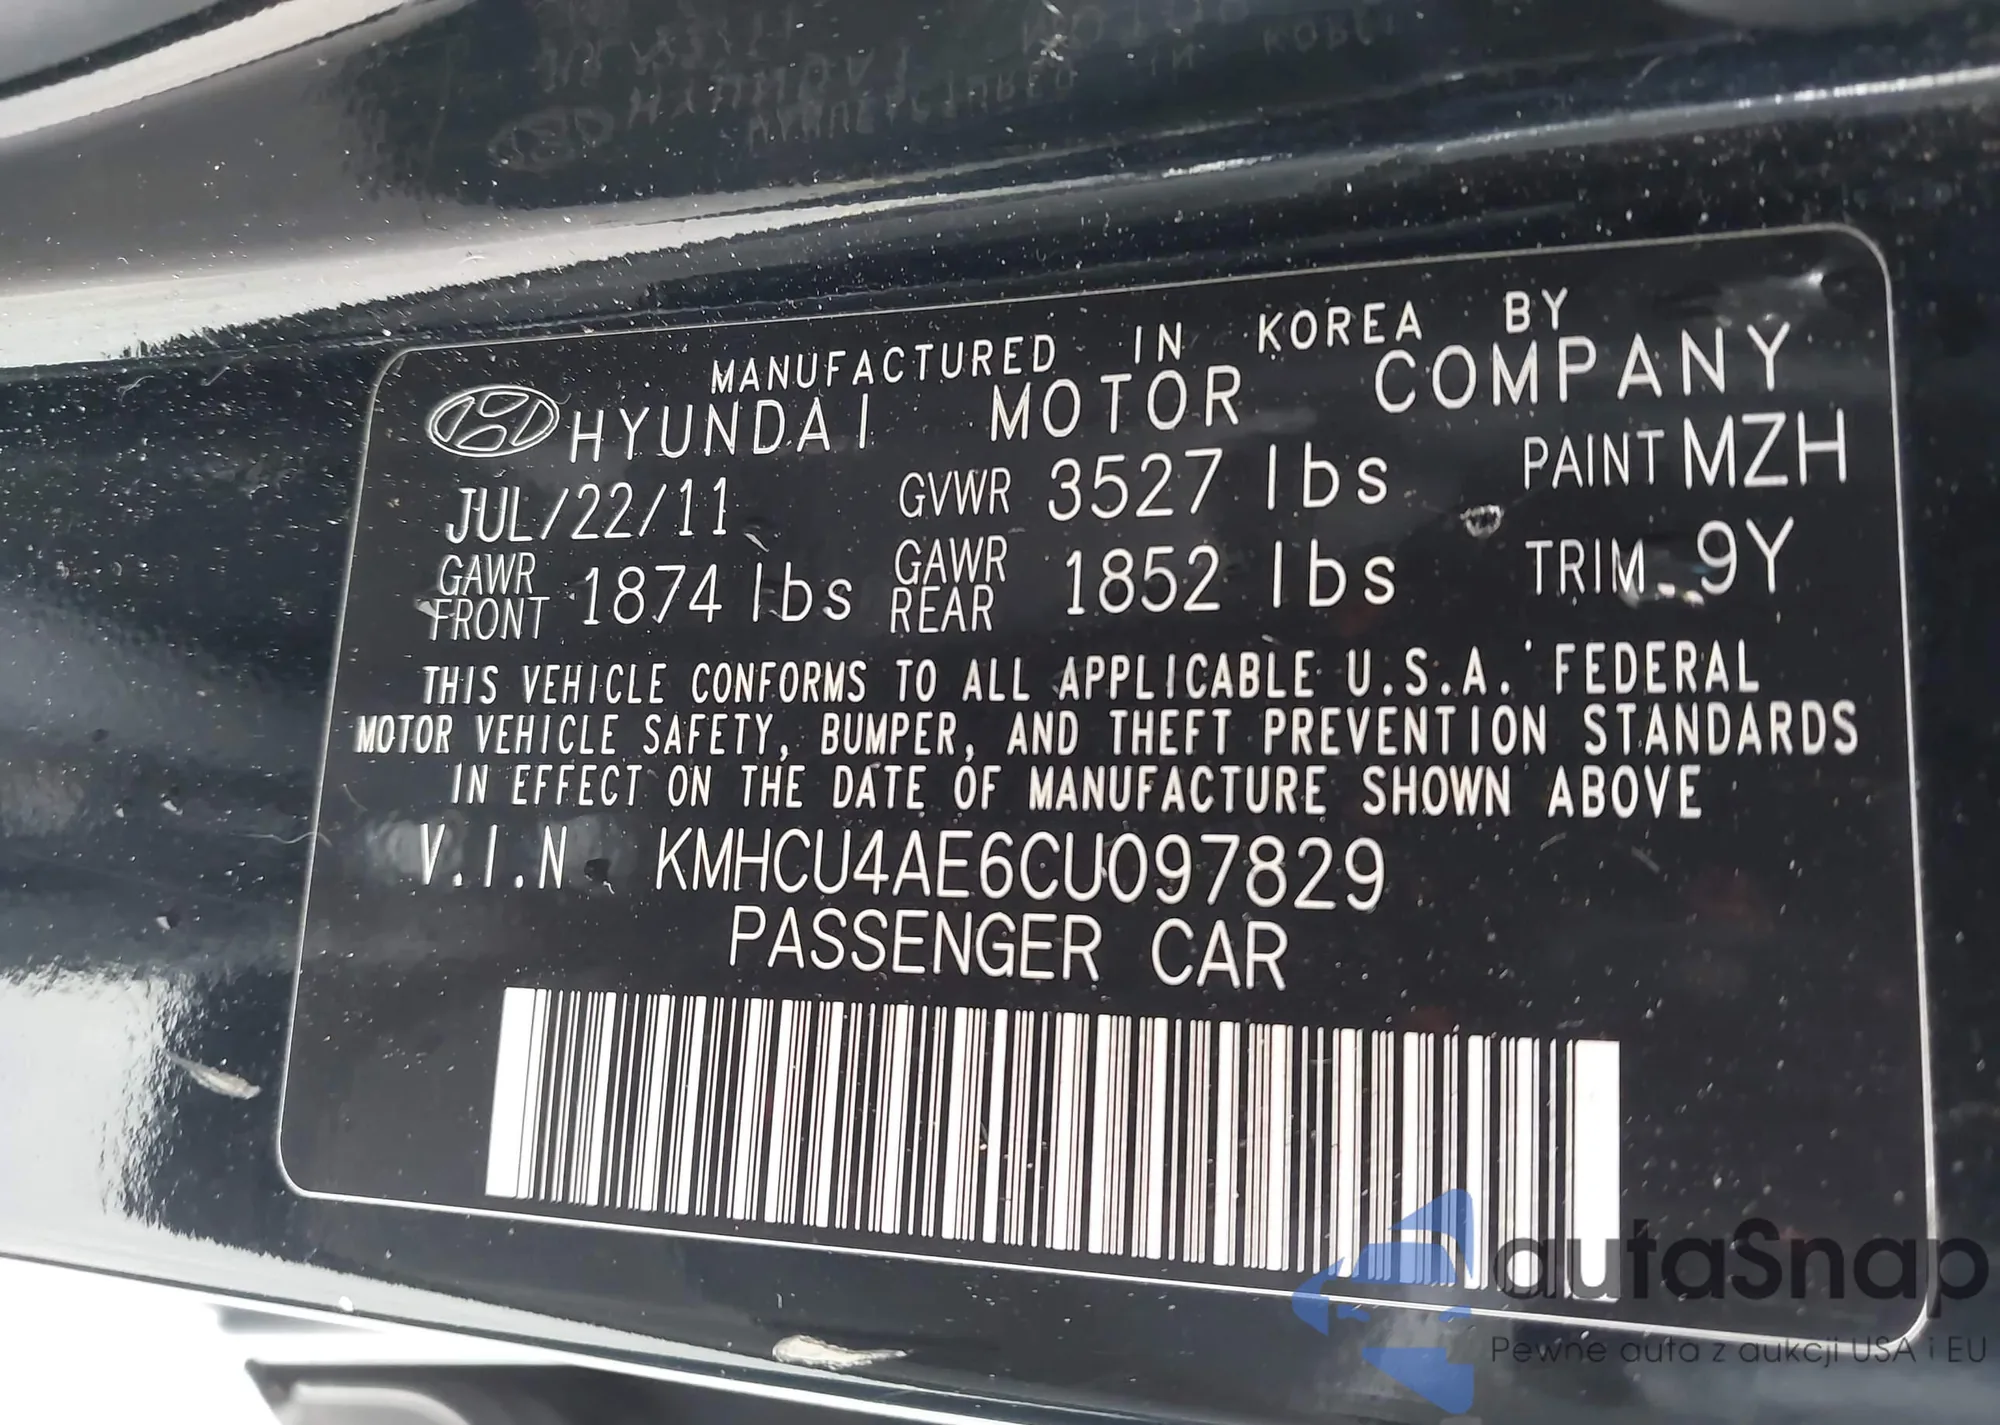 MANUFACTURED IN KOREA BY
HYUNDAI MOTOR COMPANY
JUL/22/11 GVWR 3527 lbs PAINT MZH
GAWR FRONT 1874 lbs GAWR REAR 1852 lbs TRIM 9Y
THIS VEHICLE CONFORMS TO ALL APPLICABLE U.S.A. FEDERAL
MOTOR VEHICLE SAFETY, BUMPER, AND THEFT PREVENTION STANDARDS
IN EFFECT ON THE DATE OF MANUFACTURE SHOWN ABOVE
V.I.N KMHCU4AE6CU097829
PASSENGER CAR
autaSnap
Pewne auta z aukcji USA i EU